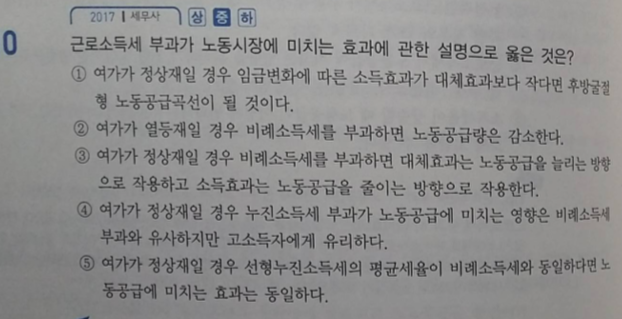 2017 | 세무사 상 중 하
0 근로소득세 부과가 노동시장에 미치는 효과에 관한 설명으로 옳은 것은?
① 여가가 정상재일 경우 임금변화에 따른 소득효과가 대체효과보다 작다면 후방굴절
형 노동공급곡선이 될 것이다.
② 여가가 열등재일 경우 비례소득세를 부과하면 노동공급량은 감소한다.
③ 여가가 정상재일 경우 비례소득세를 부과하면 대체효과는 노동공급을 늘리는 방향
으로 작용하고 소득효과는 노동공급을 줄이는 방향으로 작용한다.
④ 여가가 정상재일 경우 누진소득세 부과가 노동공급에 미치는 영향은 비례소득세
부과와 유사하지만 고소득자에게 유리하다.
⑤ 여가가 정상재일 경우 선형누진소득세의 평균세율이 비례소득세와 동일하다면 노
동공급에 미치는 효과는 동일하다.